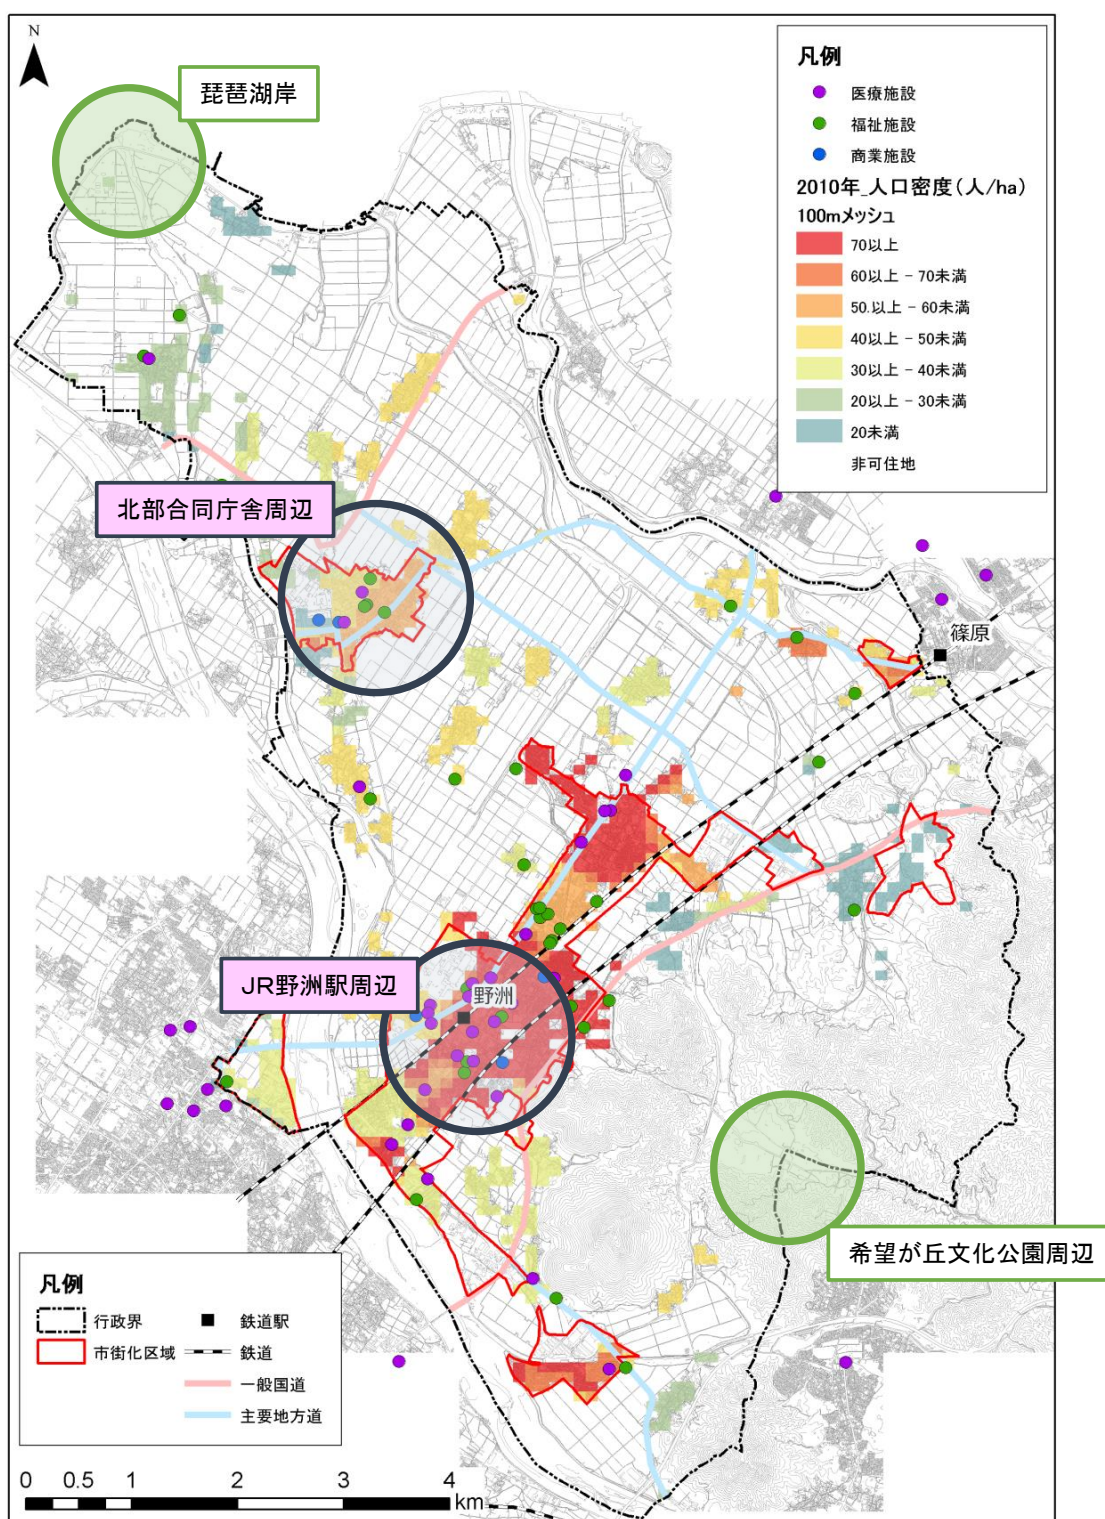 N
琵琶湖岸
凡例
医療施設
福祉施設
商業施設
2010年_人口密度(人/ha)
100mメッシュ
70以上
60以上 - 70未満
50.以上 - 60未満
40以上 - 50未満
30以上 - 40未満
20以上 - 30未満
20未満
非可住地
北部合同庁舎周辺
篠原
JR野洲駅周辺
野洲
希望が丘文化公園周辺
凡例
行政界
鉄道駅
市街化区域
鉄道
一般国道
主要地方道
0 0.5 1 2 3 4
km